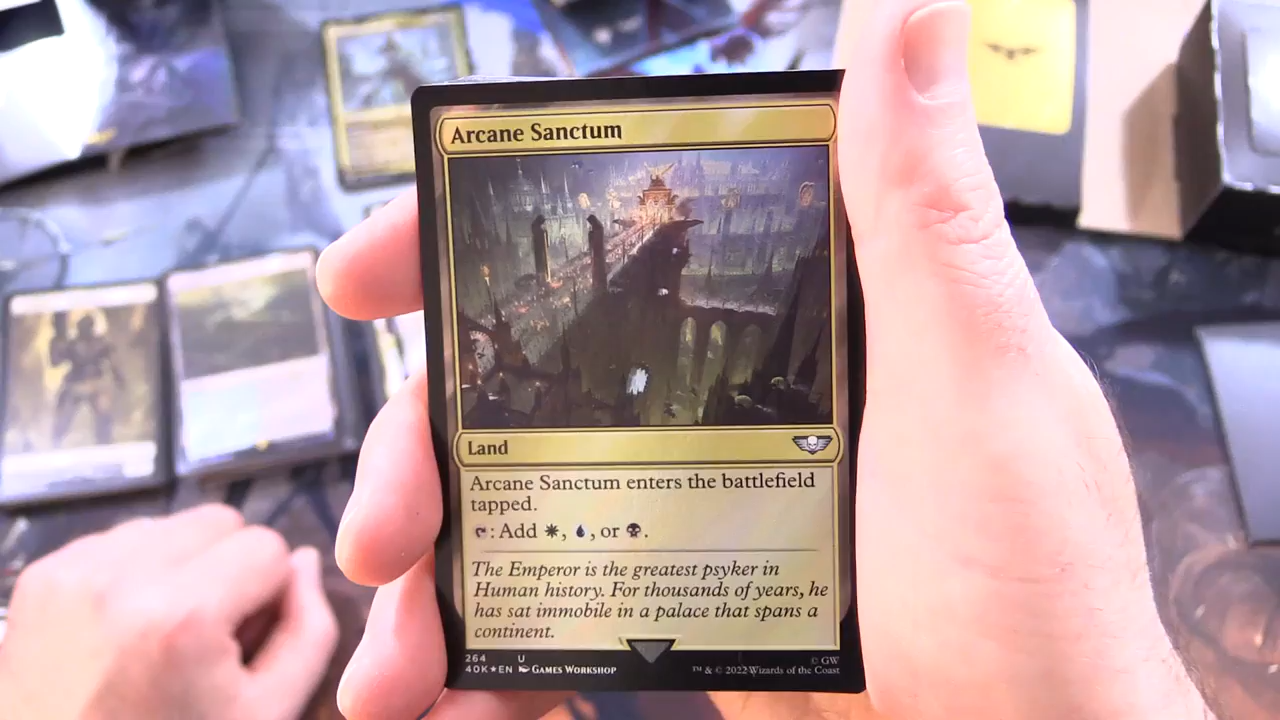 Arcane Sanctum
Land
Arcane Sanctum enters the battlefield
tapped.
: Add , , or .
The Emperor is the greatest psyker in
Human history. For thousands of years, he
has sat immobile in a palace that spans a
continent.
264 U
40K★EN GAMES WORKSHOP
© GW
™ & © 2022 Wizards of the Coast